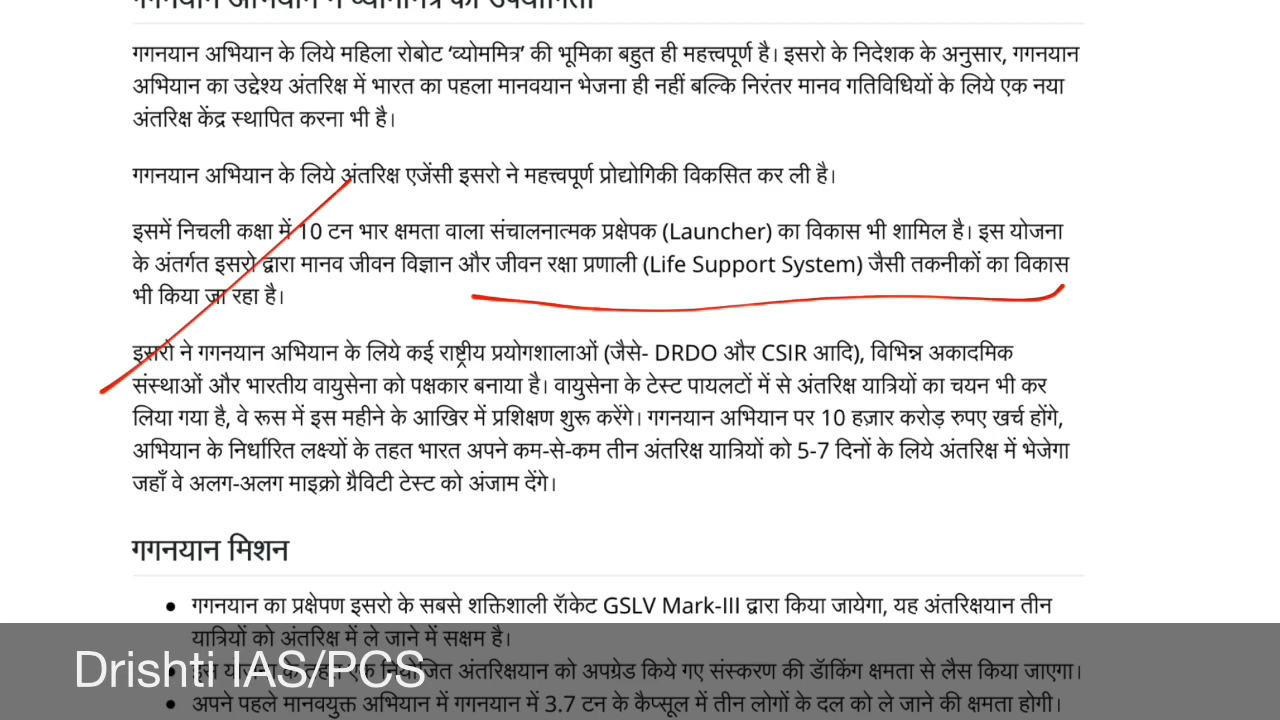 गगनयान अभियान में व्योममित्र की उपयोगिता
गगनयान अभियान के लिये महिला रोबोट ‘व्योममित्र’ की भूमिका बहुत ही महत्त्वपूर्ण है। इसरो के निदेशक के अनुसार, गगनयान
अभियान का उद्देश्य अंतरिक्ष में भारत का पहला मानवयान भेजना ही नहीं बल्कि निरंतर मानव गतिविधियों के लिये एक नया
अंतरिक्ष केंद्र स्थापित करना भी है।
गगनयान अभियान के लिये अंतरिक्ष एजेंसी इसरो ने महत्त्वपूर्ण प्रोद्योगिकी विकसित कर ली है।
इसमें निचली कक्षा में 10 टन भार क्षमता वाला संचालनात्मक प्रक्षेपक (Launcher) का विकास भी शामिल है। इस योजना
के अंतर्गत इसरो द्वारा मानव जीवन विज्ञान और जीवन रक्षा प्रणाली (Life Support System) जैसी तकनीकों का विकास
भी किया जा रहा है।
इसरो ने गगनयान अभियान के लिये कई राष्ट्रीय प्रयोगशालाओं (जैसे- DRDO और CSIR आदि), विभिन्न अकादमिक
संस्थाओं और भारतीय वायुसेना को पक्षकार बनाया है। वायुसेना के टेस्ट पायलटों में से अंतरिक्ष यात्रियों का चयन भी कर
लिया गया है, वे रूस में इस महीने के आखिर में प्रशिक्षण शुरू करेंगे। गगनयान अभियान पर 10 हज़ार करोड़ रुपए खर्च होंगे,
अभियान के निर्धारित लक्ष्यों के तहत भारत अपने कम-से-कम तीन अंतरिक्ष यात्रियों को 5-7 दिनों के लिये अंतरिक्ष में भेजेगा
जहाँ वे अलग-अलग माइक्रो ग्रैविटी टेस्ट को अंजाम देंगे।
गगनयान मिशन
• गगनयान का प्रक्षेपण इसरो के सबसे शक्तिशाली रॉकेट GSLV Mark-III द्वारा किया जायेगा, यह अंतरिक्षयान तीन
यात्रियों को अंतरिक्ष में ले जाने में सक्षम है।
• इस के तहत एक नियोजित अंतरिक्षयान को अपग्रेड किये गए संस्करण की डॉकिंग क्षमता से लैस किया जाएगा।
• अपने पहले मानवयुक्त अभियान में गगनयान में 3.7 टन के कैप्सूल में तीन लोगों के दल को ले जाने की क्षमता होगी।
Drishti IAS/PCS